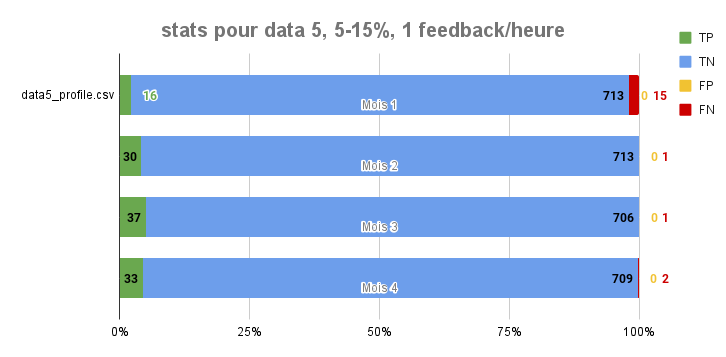 stats pour data 5, 5-15%, 1 feedback/heure
TP
TN
FP
FN
data5_profile.csv
16
Mois 1
713
0
15
30
Mois 2
713
0
1
37
Mois 3
706
0
1
33
Mois 4
709
0
2
0%
25%
50%
75%
100%